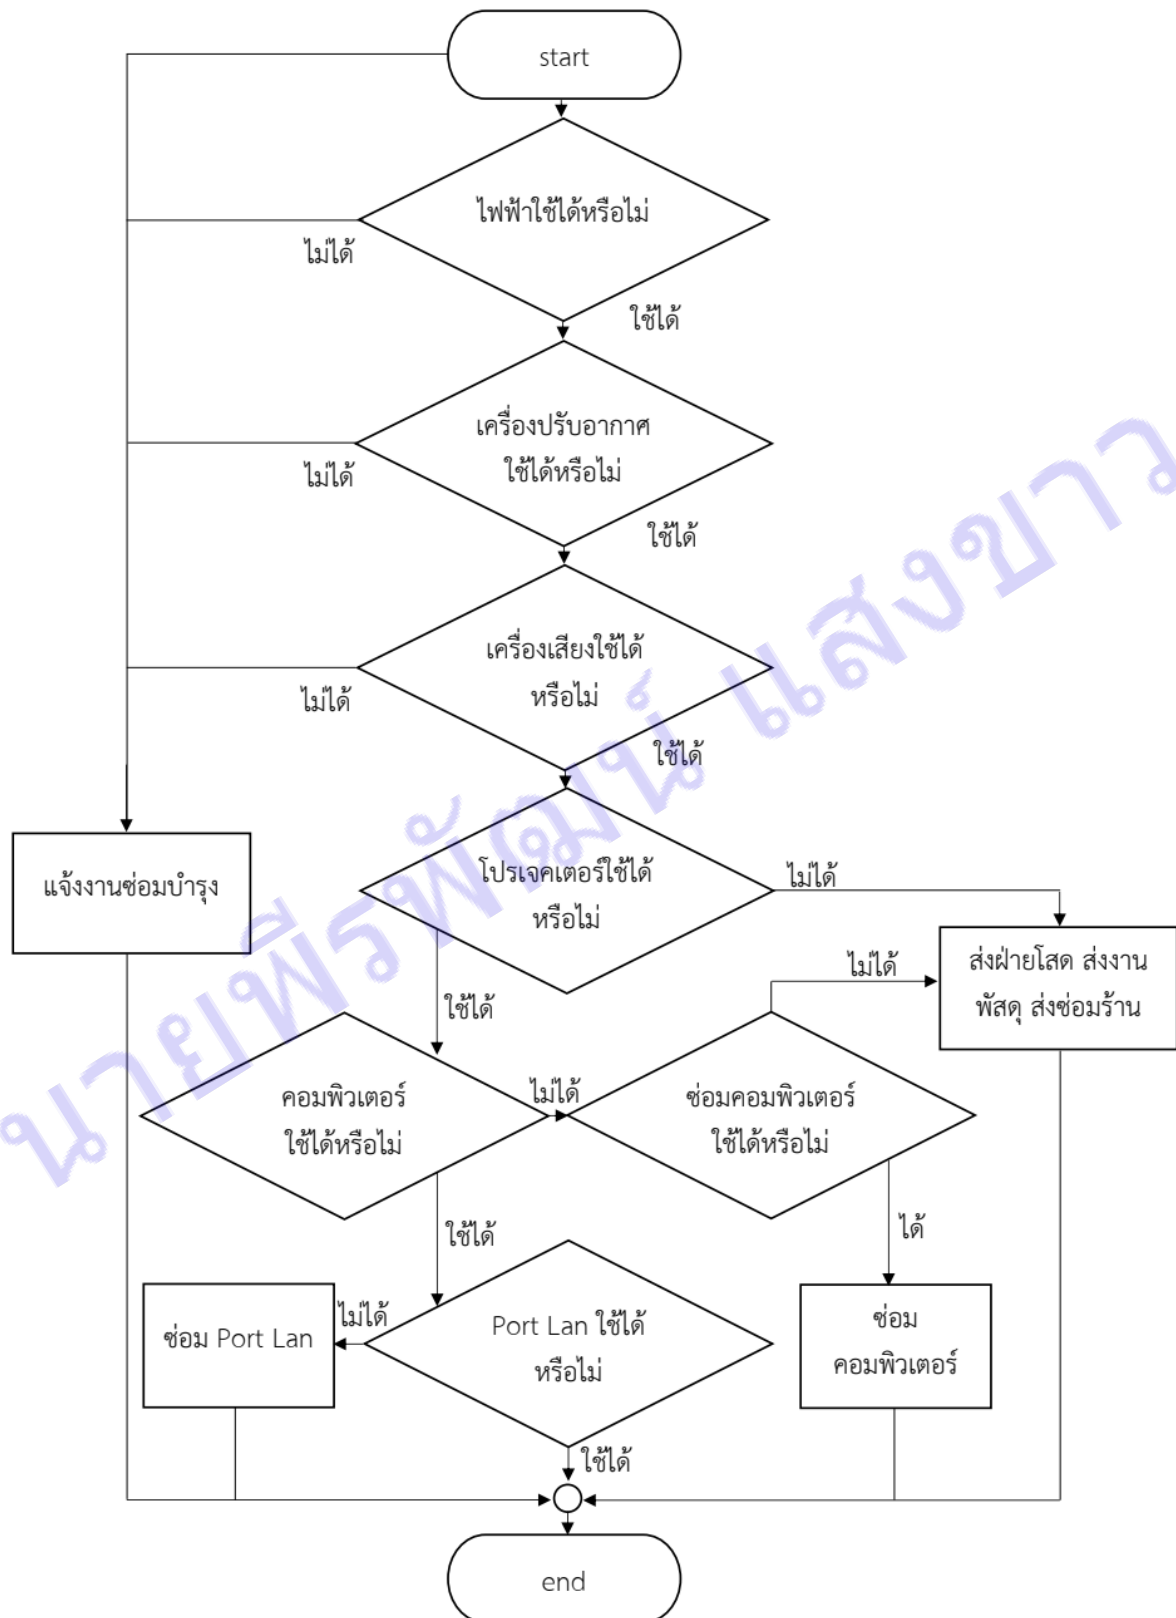 start
ไฟฟ้าใช้ได้หรือไม่
ไม่ได้
ใช้ได้
เครื่องปรับอากาศ
ใช้ได้หรือไม่
ไม่ได้
ใช้ได้
เครื่องเสียงใช้ได้
หรือไม่
ไม่ได้
ใช้ได้
แจ้งงานซ่อมบำรุง
โปรเจคเตอร์ใช้ได้
หรือไม่
ไม่ได้
ใช้ได้
ส่งฝ่ายโสด ส่งงาน
พัสดุ ส่งซ่อมร้าน
ไม่ได้
คอมพิวเตอร์
ใช้ได้หรือไม่
ไม่ได้
ซ่อมคอมพิวเตอร์
ใช้ได้หรือไม่
ใช้ได้
ได้
ซ่อม Port Lan
ไม่ได้
Port Lan ใช้ได้
หรือไม่
ซ่อม
คอมพิวเตอร์
ใช้ได้
end
นายพีรพัฒน์ แสงขาว